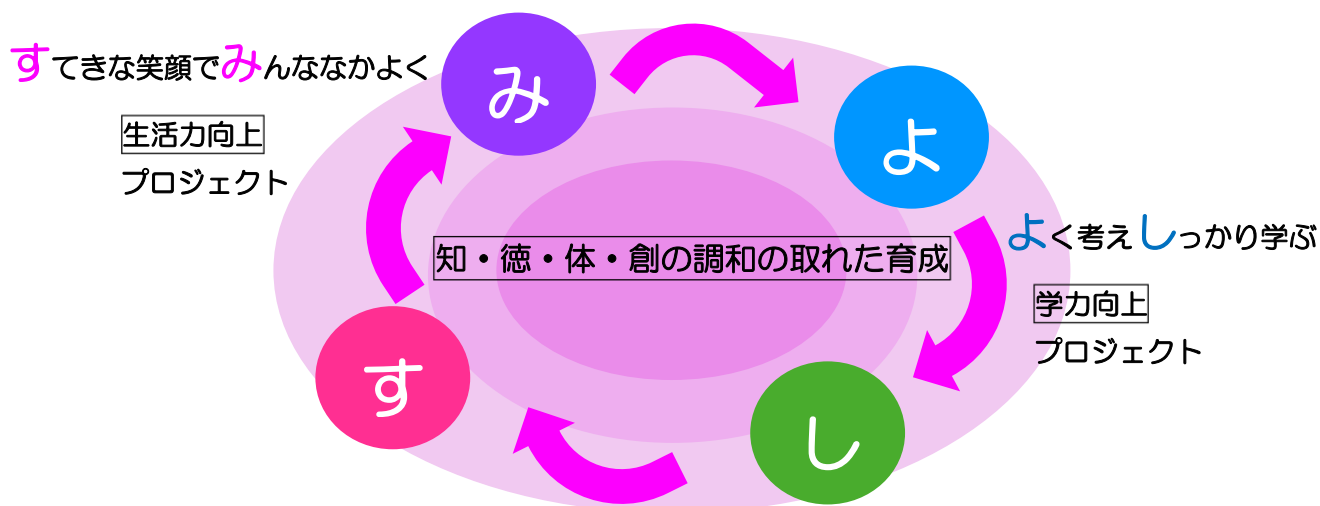 すてきな笑顔でみんななかよく
生活力向上
プロジェクト
み
よ
よく考えしっかり学ぶ
学力向上
プロジェクト
知・徳・体・創の調和の取れた育成
す
し